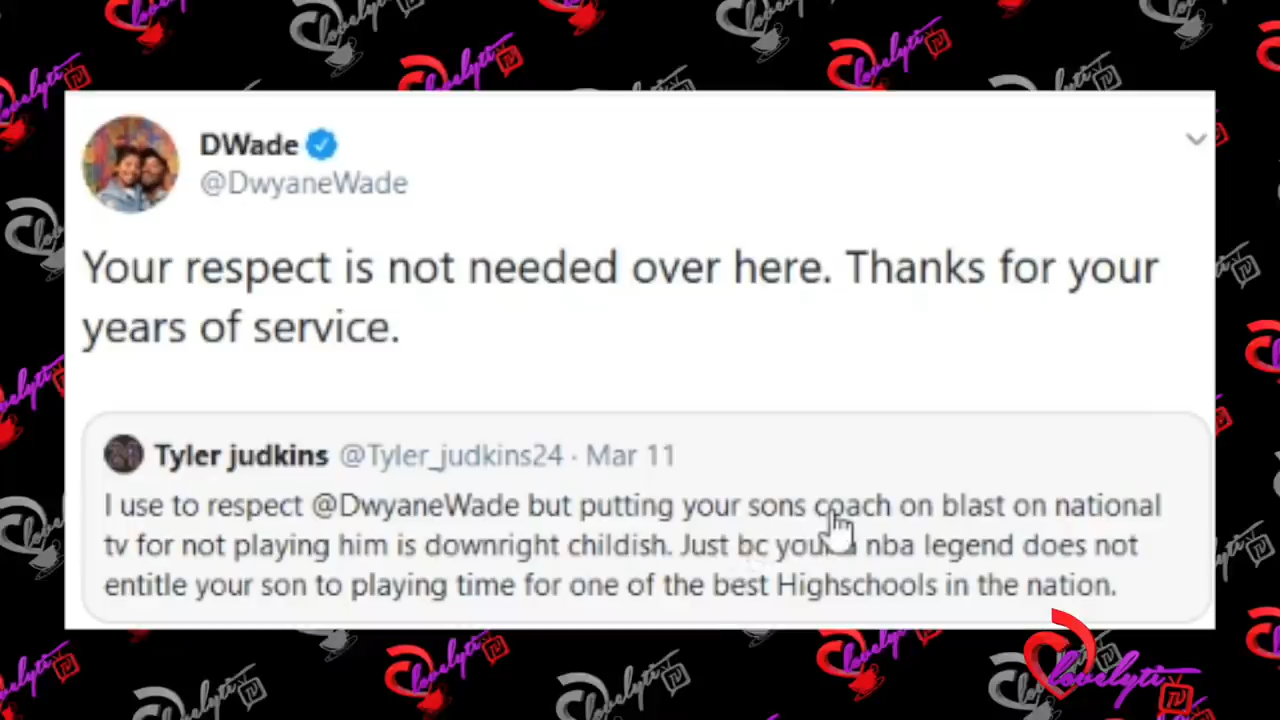 DWade
@DwyaneWade
Your respect is not needed over here. Thanks for your
years of service.
Tyler judkins @Tyler_judkins24 · Mar 11
I use to respect @DwyaneWade but putting your sons coach on blast on national
tv for not playing him is downright childish. Just bc your a nba legend does not
entitle your son to playing time for one of the best Highschools in the nation.
lovelyti TV